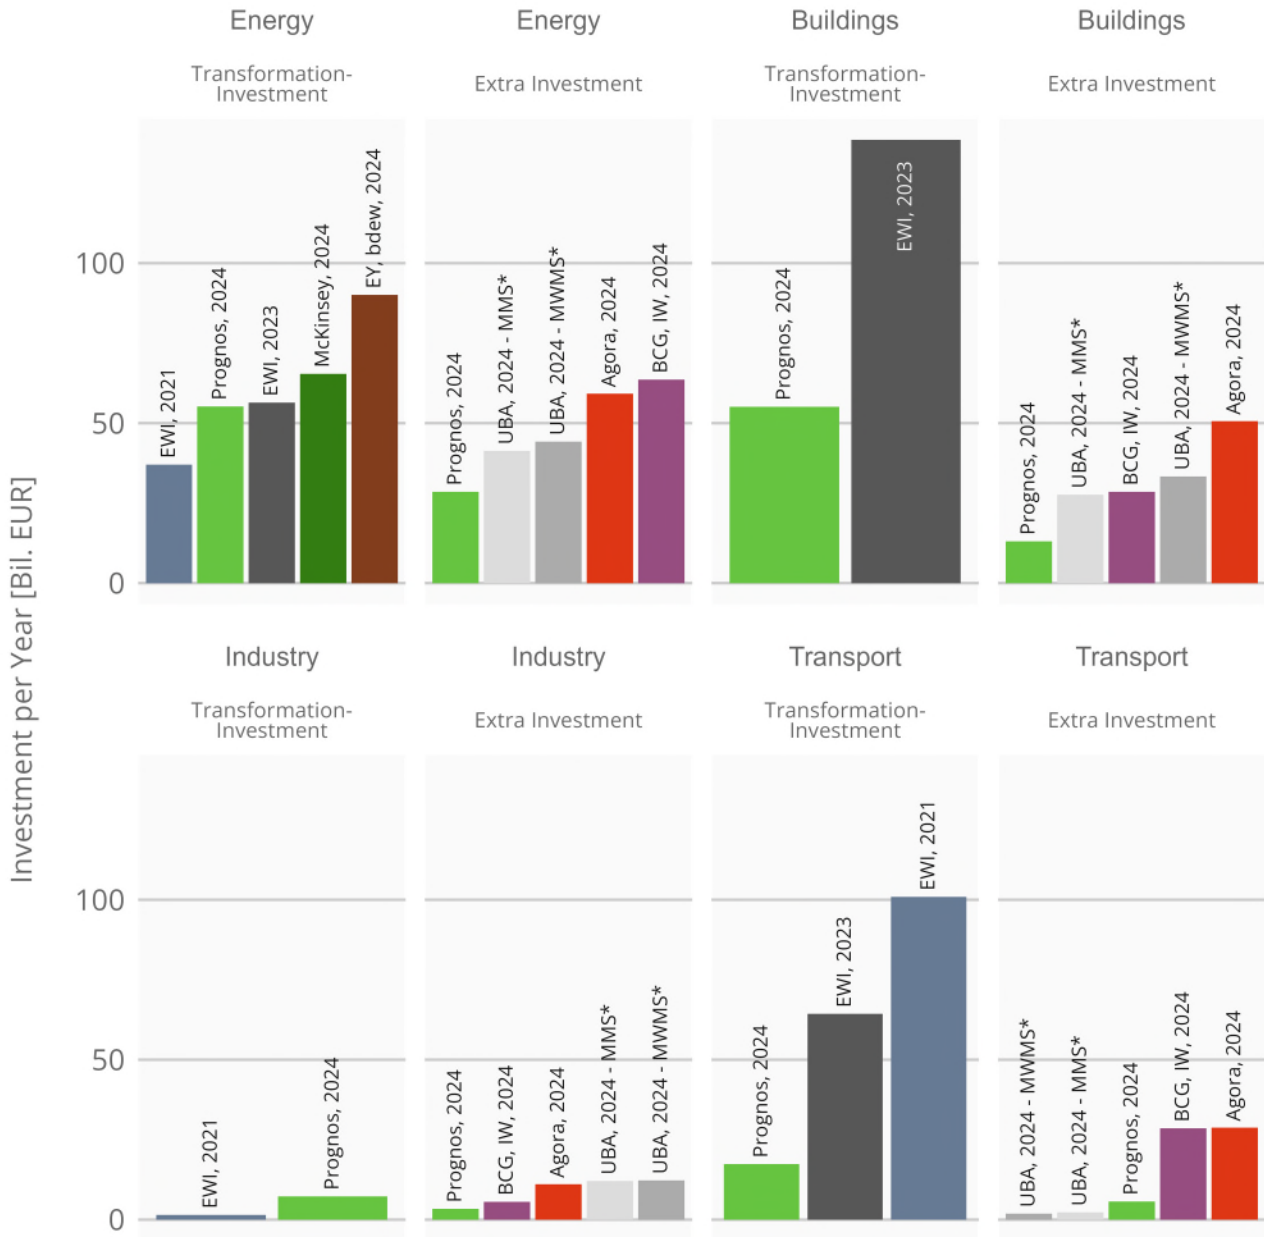 Energy
Transformation-
Investment
EWI, 2021
Prognos, 2024
EWI, 2023
McKinsey, 2024
EY, bdew, 2024
Energy
Extra Investment
Prognos, 2024
UBA, 2024 - MMS*
UBA, 2024 - MWMS*
Agora, 2024
BCG, IW, 2024
Buildings
Transformation-
Investment
Prognos, 2024
EWI, 2023
Buildings
Extra Investment
Prognos, 2024
UBA, 2024 - MMS*
BCG, IW, 2024
UBA, 2024 - MWMS*
Agora, 2024
100
50
0
Investment per Year [Bil. EUR]
Industry
Transformation-
Investment
EWI, 2021
Prognos, 2024
Industry
Extra Investment
Prognos, 2024
BCG, IW, 2024
Agora, 2024
UBA, 2024 - MMS*
UBA, 2024 - MWMS*
Transport
Transformation-
Investment
Prognos, 2024
EWI, 2023
EWI, 2021
Transport
Extra Investment
UBA, 2024 - MWMS*
UBA, 2024 - MMS*
Prognos, 2024
BCG, IW, 2024
Agora, 2024
100
50
0